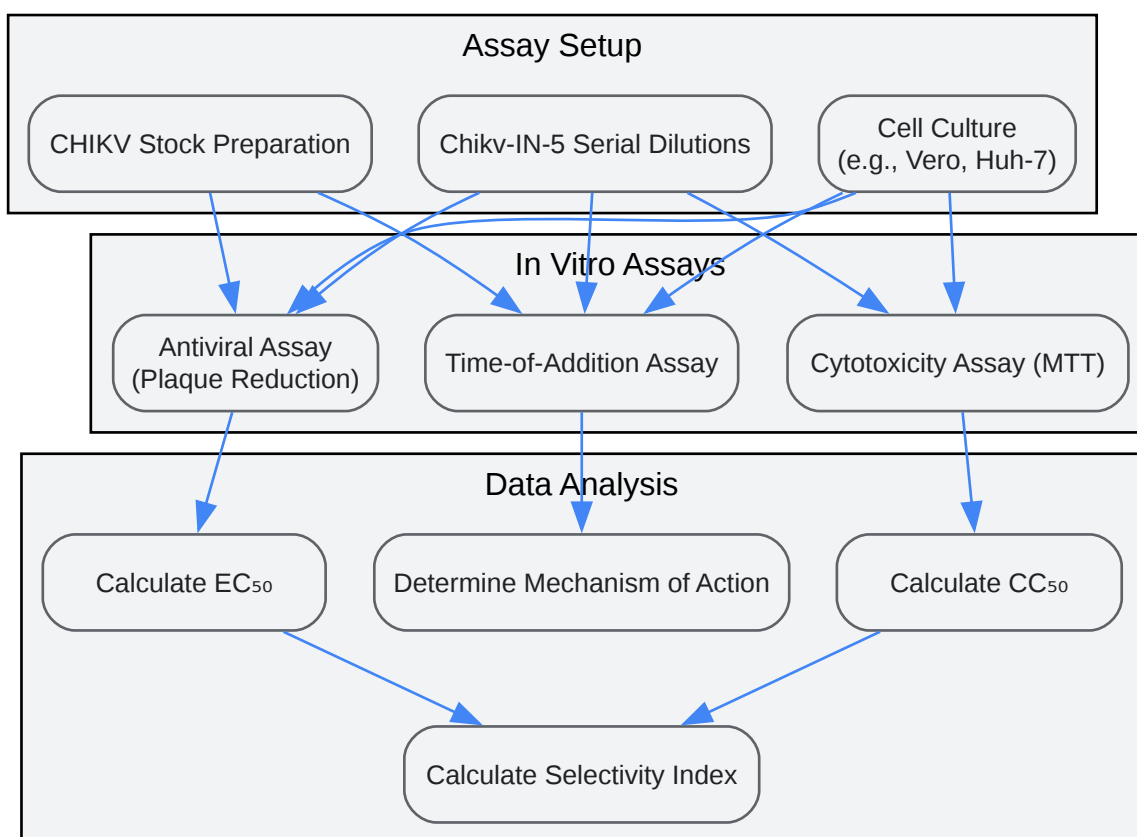 Assay Setup
CHIKV Stock Preparation
Chikv-IN-5 Serial Dilutions
Cell Culture
(e.g., Vero, Huh-7)
In Vitro Assays
Antiviral Assay
(Plaque Reduction)
Time-of-Addition Assay
Cytotoxicity Assay (MTT)
Data Analysis
Calculate EC₅₀
Determine Mechanism of Action
Calculate CC₅₀
Calculate Selectivity Index